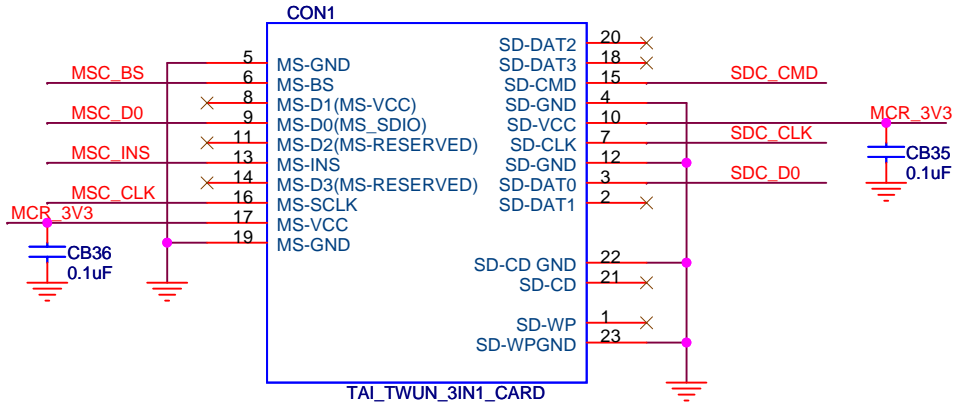 CON1
20 SD-DAT2
5 MS-GND SD-DAT3 18
MSC_BS 6 MS-BS SD-CMD 15 SDC_CMD
8 MS-D1(MS-VCC) SD-GND 4
MSC_D0 9 MS-D0(MS_SDIO) SD-VCC 10 MCR_3V3
11 MS-D2(MS-RESERVED) SD-CLK 7 SDC_CLK
MSC_INS 13 MS-INS SD-GND 12
14 MS-D3(MS-RESERVED) SD-DAT0 3 SDC_D0
MSC_CLK 16 MS-SCLK SD-DAT1 2
MCR_3V3 17 MS-VCC
19 MS-GND
CB35
0.1uF
CB36
0.1uF
SD-CD GND 22
SD-CD 21
SD-WP 1
SD-WPGND 23
TAI_TWUN_3IN1_CARD